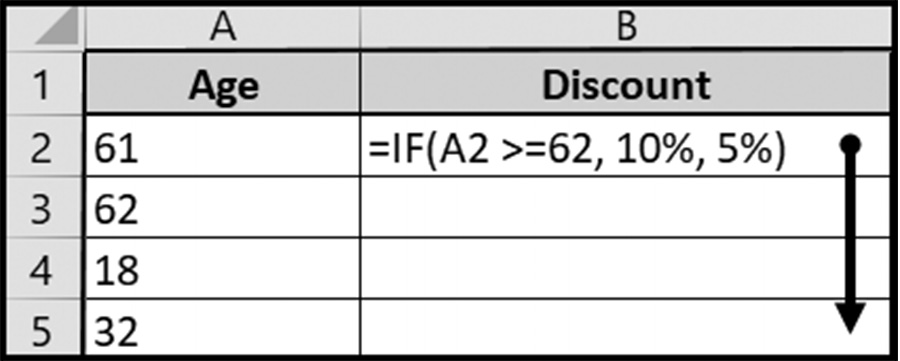 A B
1 Age Discount
2 61 =IF(A2 >=62, 10%, 5%)
3 62
4 18
5 32